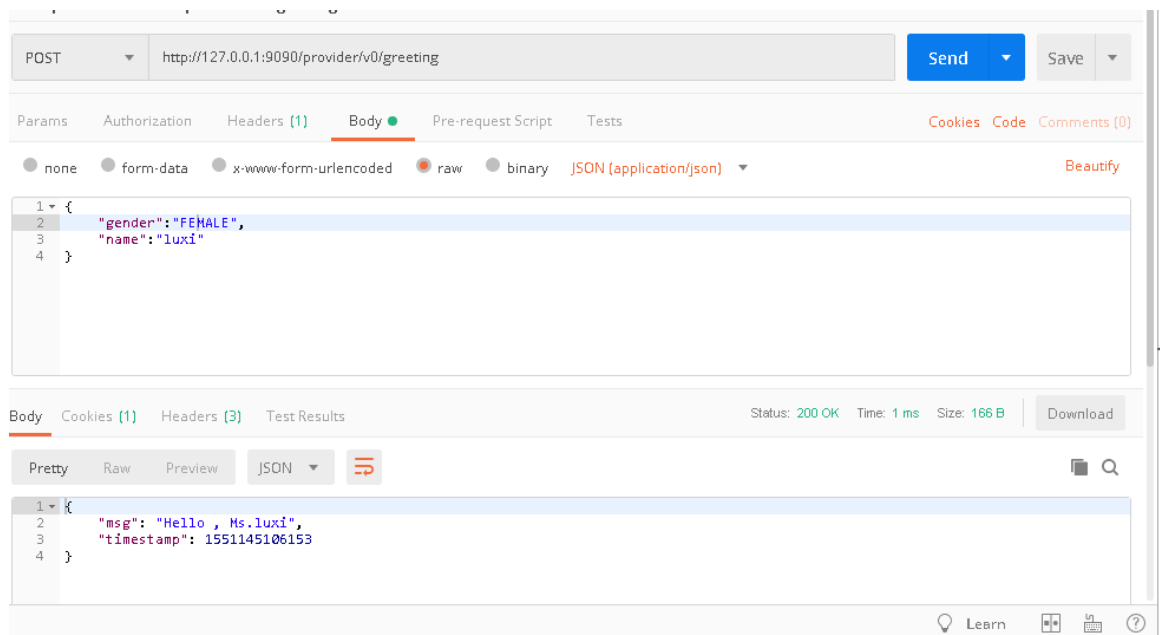 POST http://127.0.0.1:9090/provider/v0/greeting Send Save
Params Authorization Headers (1) Body Pre-request Script Tests Cookies Code Comments (0)
none form-data x-www-form-urlencoded raw binary JSON (application/json) Beautify
1 {
2 "gender":"FEMALE",
3 "name":"luxi"
4 }
Body Cookies (1) Headers (3) Test Results Status: 200 OK Time: 1 ms Size: 166 B Download
Pretty Raw Preview JSON
1 {
2 "msg": "Hello , Ms.luxi",
3 "timestamp": 1551145106153
4 }
Learn